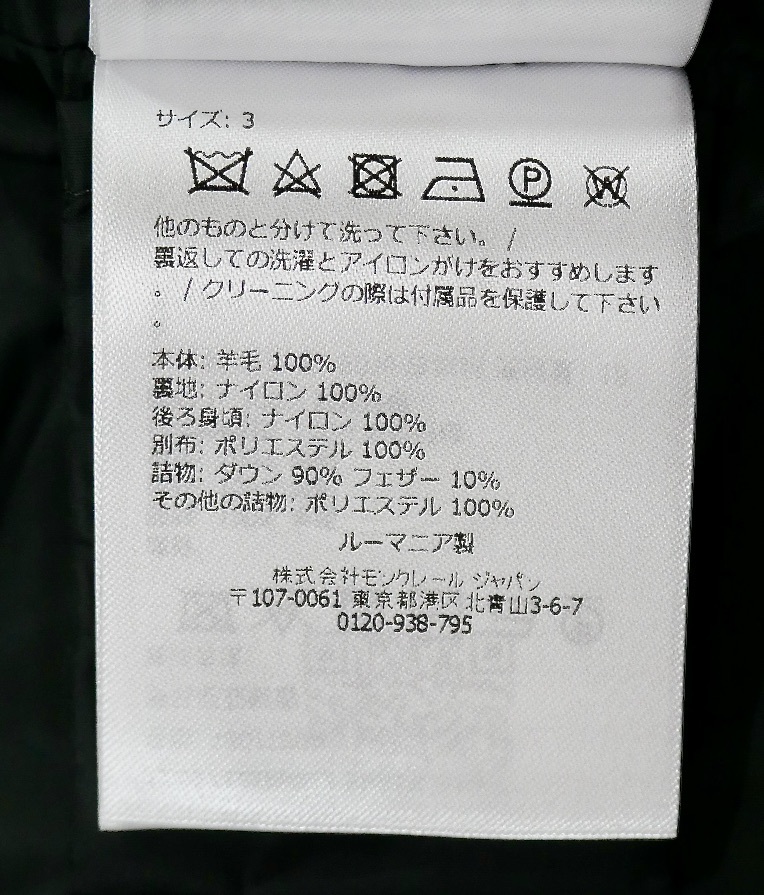 サイズ: 3
P
W
他のものと分けて洗って下さい。 /
裏返しての洗濯とアイロンがけをおすすめします
。 / クリーニングの際は付属品を保護して下さい
。
本体: 羊毛 100%
裏地: ナイロン 100%
後ろ身頃: ナイロン 100%
別布: ポリエステル 100%
詰物: ダウン 90% フェザー 10%
その他の詰物: ポリエステル 100%
ルーマニア製
株式会社モンクレール ジャパン
〒107-0061 東京都港区北青山3-6-7
0120-938-795